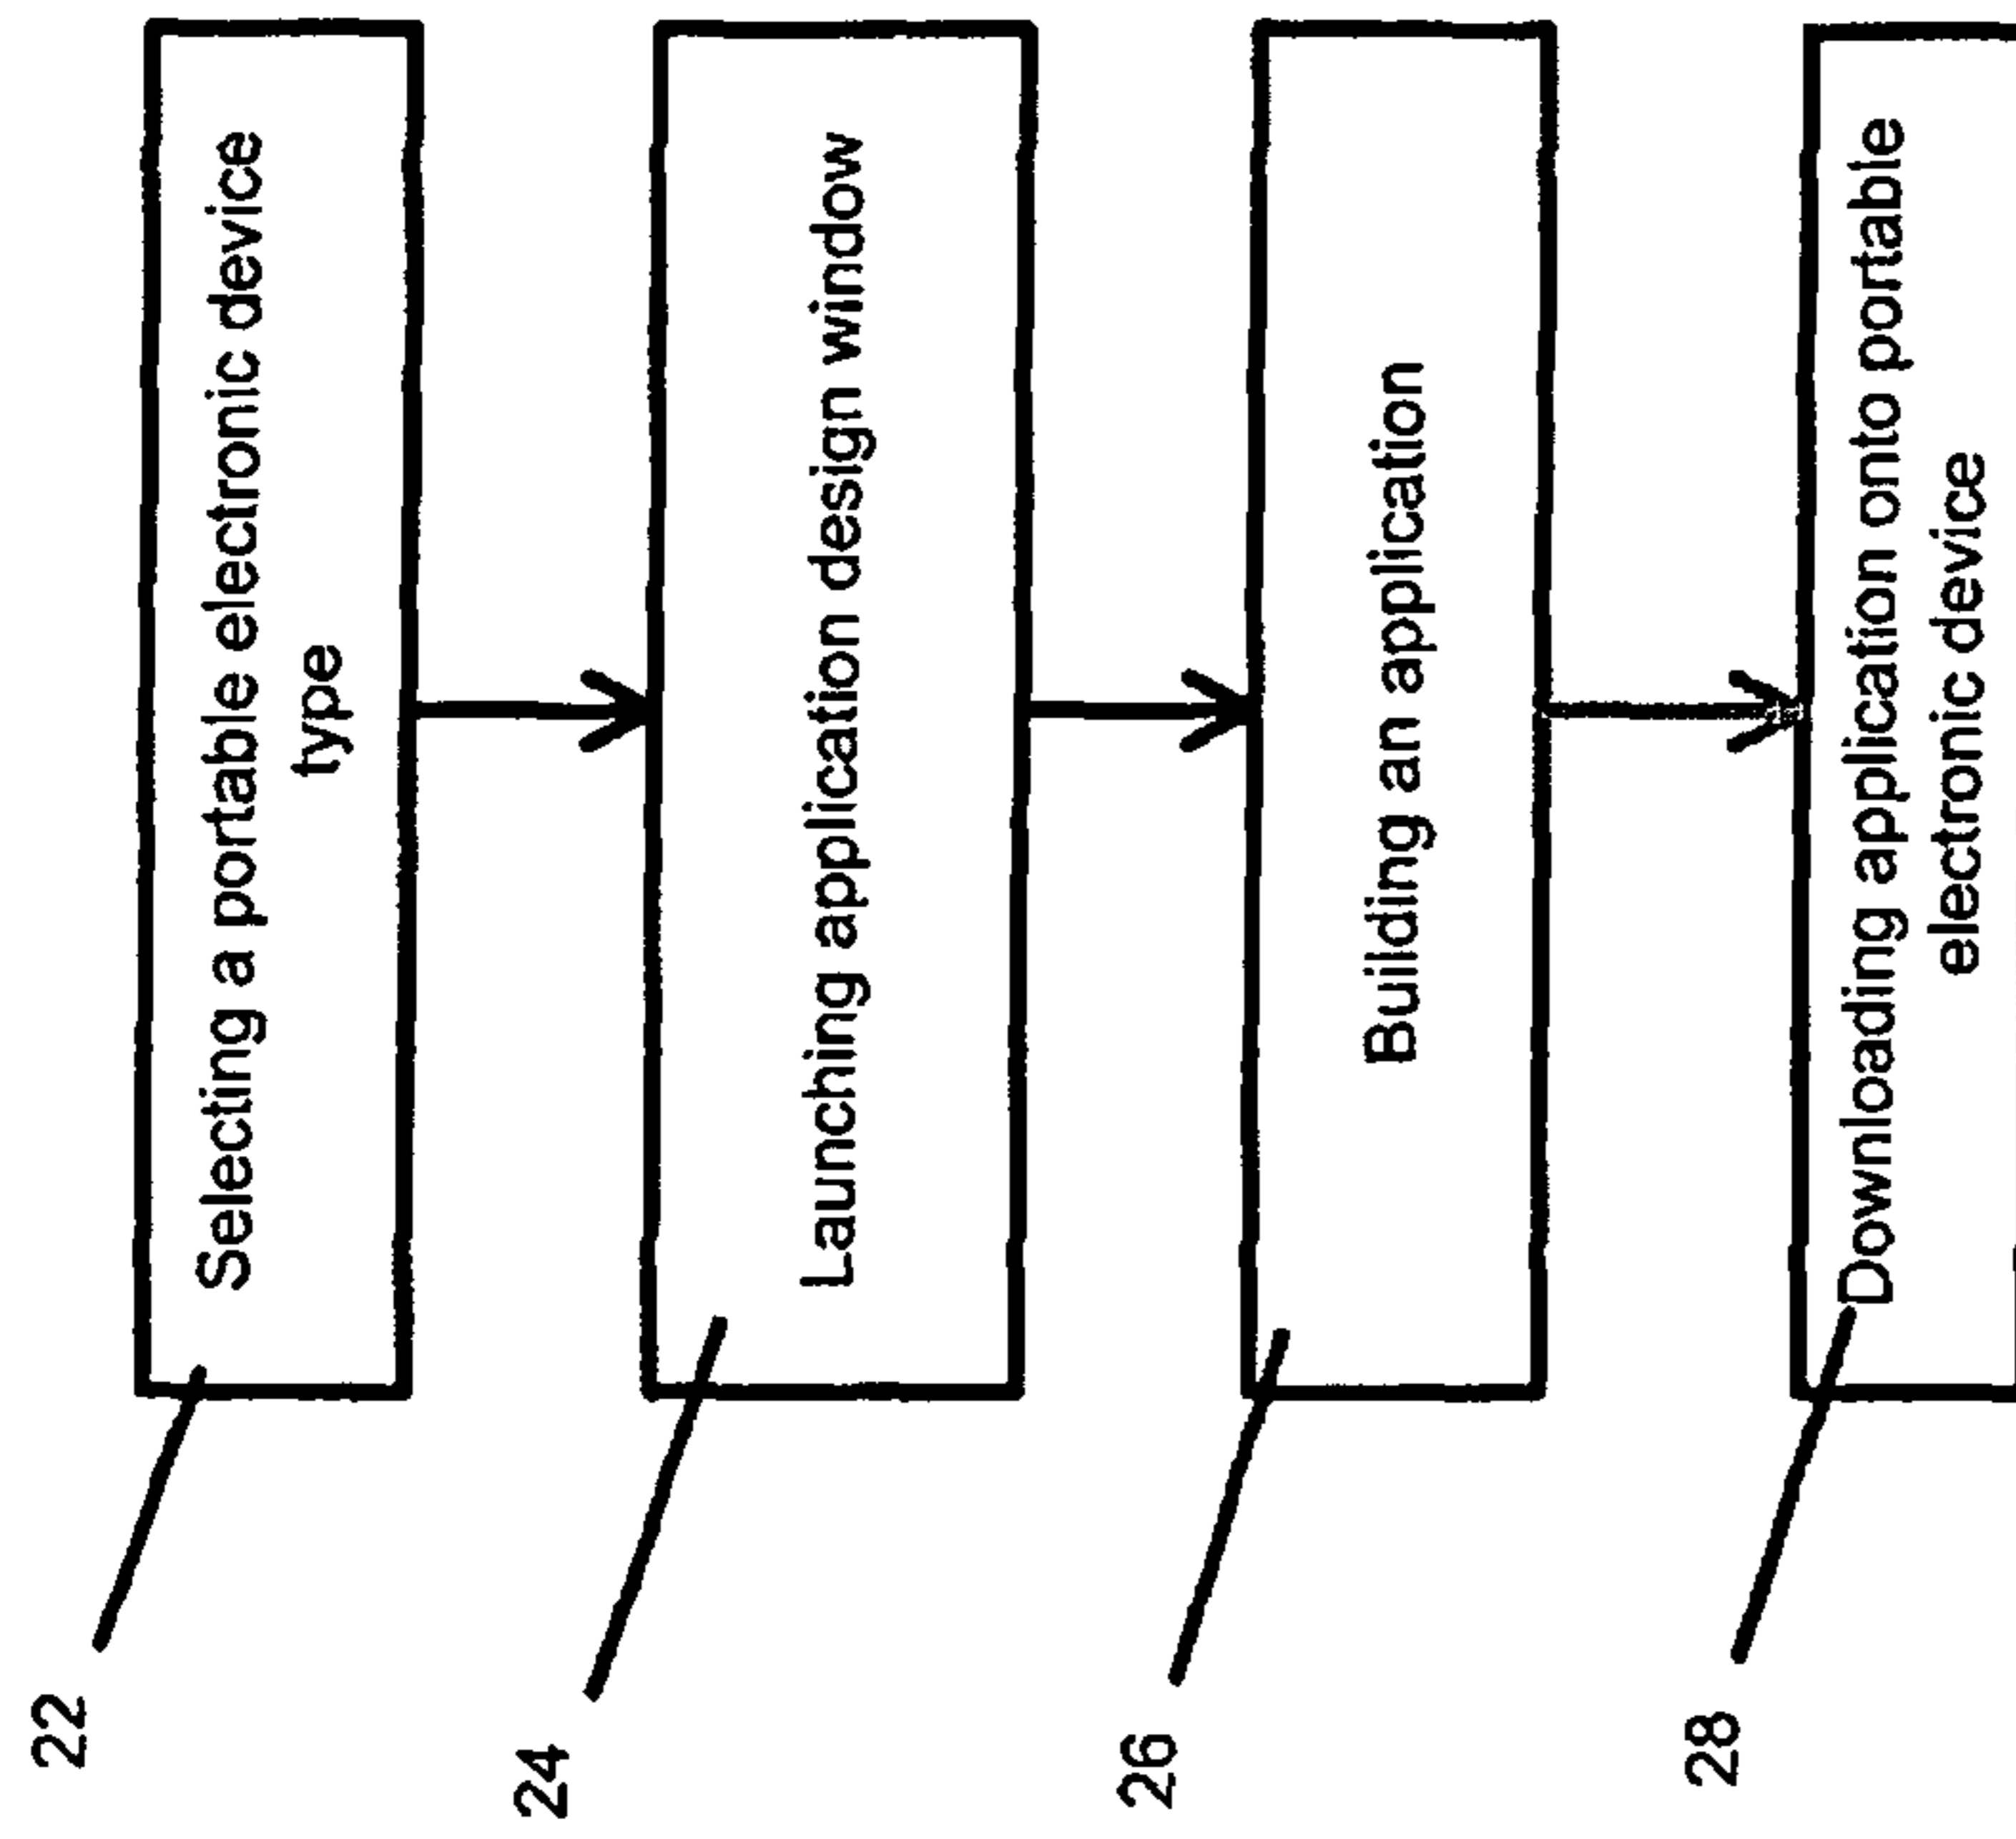 22
Selecting a portable electronic device
type
24
Launching application design window
26
Building an application
28
Downloading application onto portable
electronic device